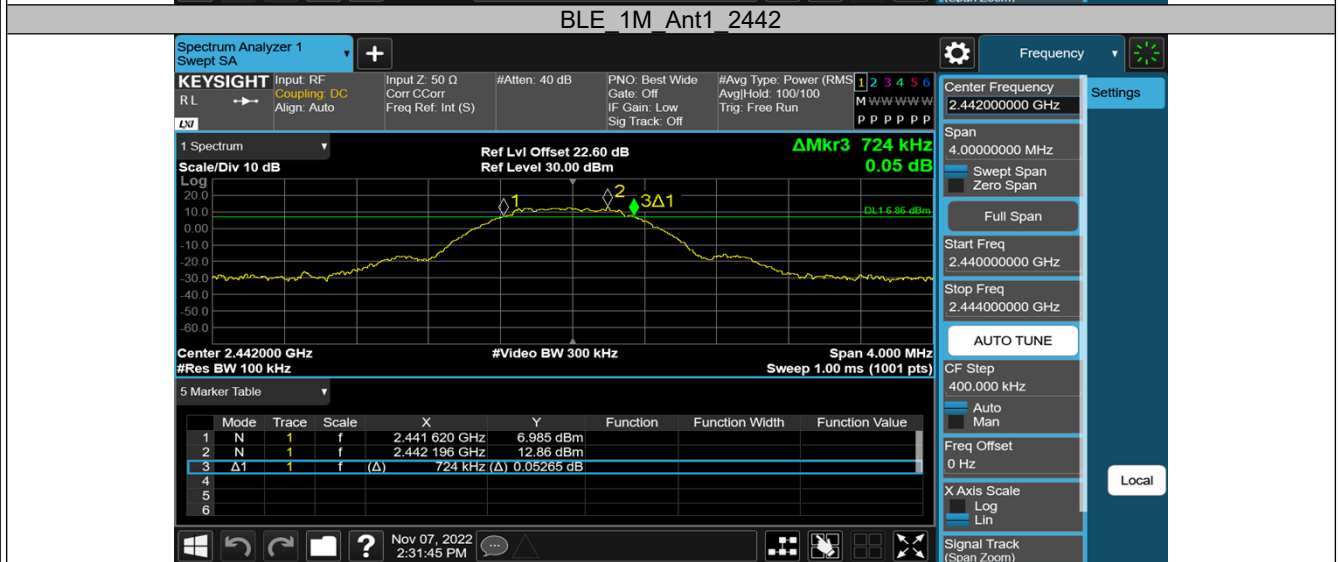 (Span Zoom)
BLE_1M_Ant1_2442
Spectrum Analyzer 1
Swept SA
+
Frequency
KEYSIGHT
R L
LXI
Input: RF
Coupling: DC
Align: Auto
Input Z: 50 Ω
Corr CCorr
Freq Ref: Int (S)
#Atten: 40 dB
PNO: Best Wide
Gate: Off
IF Gain: Low
Sig Track: Off
#Avg Type: Power (RMS
Avg|Hold: 100/100
Trig: Free Run
1 2 3 4 5 6
M W W W W W
P P P P P P
1 Spectrum
Scale/Div 10 dB
Ref Lvl Offset 22.60 dB
Ref Level 30.00 dBm
ΔMkr3 724 kHz
0.05 dB
Log
20.0
10.0
0.00
-10.0
-20.0
-30.0
-40.0
-50.0
-60.0
1
2
3Δ1
DL1 6.86 dBm
Center 2.442000 GHz
#Video BW 300 kHz
Span 4.000 MHz
#Res BW 100 kHz
Sweep 1.00 ms (1001 pts)
5 Marker Table
Mode Trace Scale X Y Function Function Width Function Value
1 N 1 f 2.441 620 GHz 6.985 dBm
2 N 1 f 2.442 196 GHz 12.86 dBm
3 Δ1 1 f (Δ) 724 kHz (Δ) 0.05265 dB
4
5
6
Nov 07, 2022
2:31:45 PM
?
Center Frequency
2.442000000 GHz
Settings
Span
4.00000000 MHz
Swept Span
Zero Span
Full Span
Start Freq
2.440000000 GHz
Stop Freq
2.444000000 GHz
AUTO TUNE
CF Step
400.000 kHz
Auto
Man
Freq Offset
0 Hz
X Axis Scale
Log
Lin
Local
Signal Track
(Span Zoom)